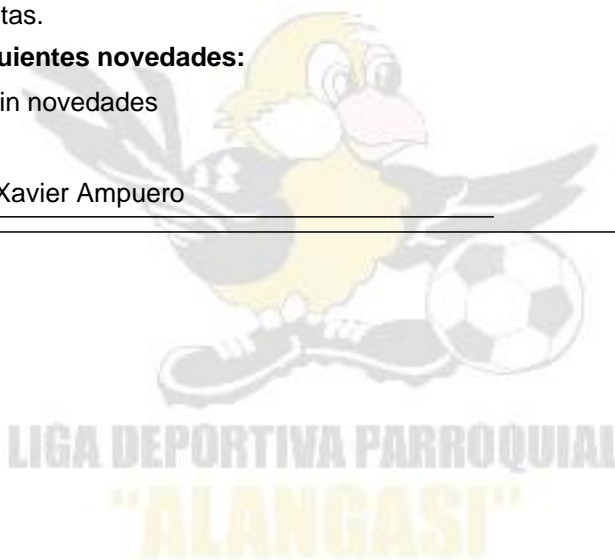 tas.
uientes novedades:
in novedades
Xavier Ampuero
LIGA DEPORTIVA PARROQUIAL
"ALANGASI"